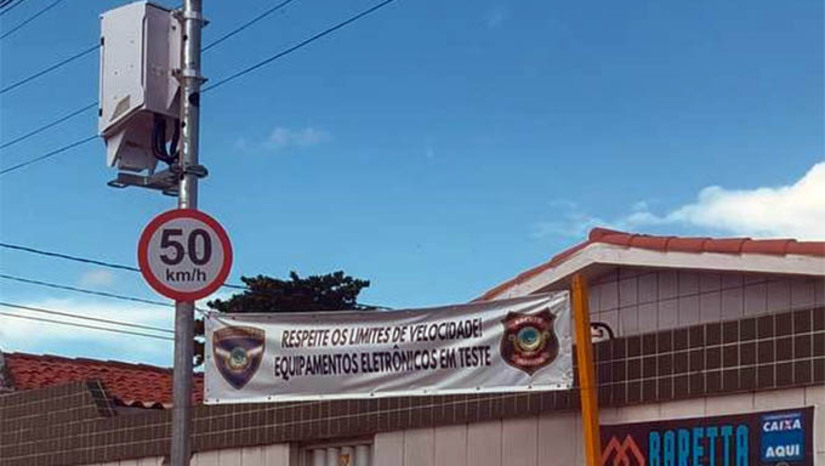 50
km/h
RESPEITE OS LIMITES DE VELOCIDADE!
EQUIPAMENTOS ELETRÔNICOS EM TESTE
BARETTA
CAIXA
AQUI